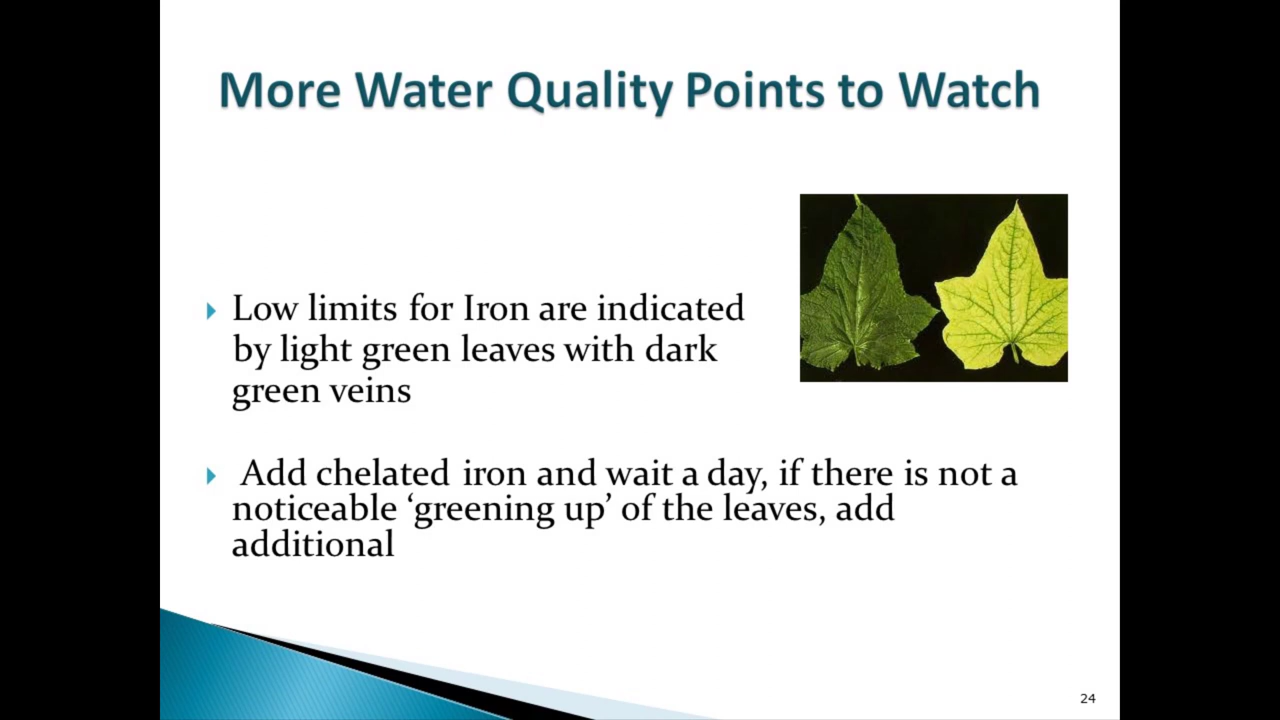 More Water Quality Points to Watch
Low limits for Iron are indicated
by light green leaves with dark
green veins
Add chelated iron and wait a day, if there is not a
noticeable ‘greening up’ of the leaves, add
additional
24